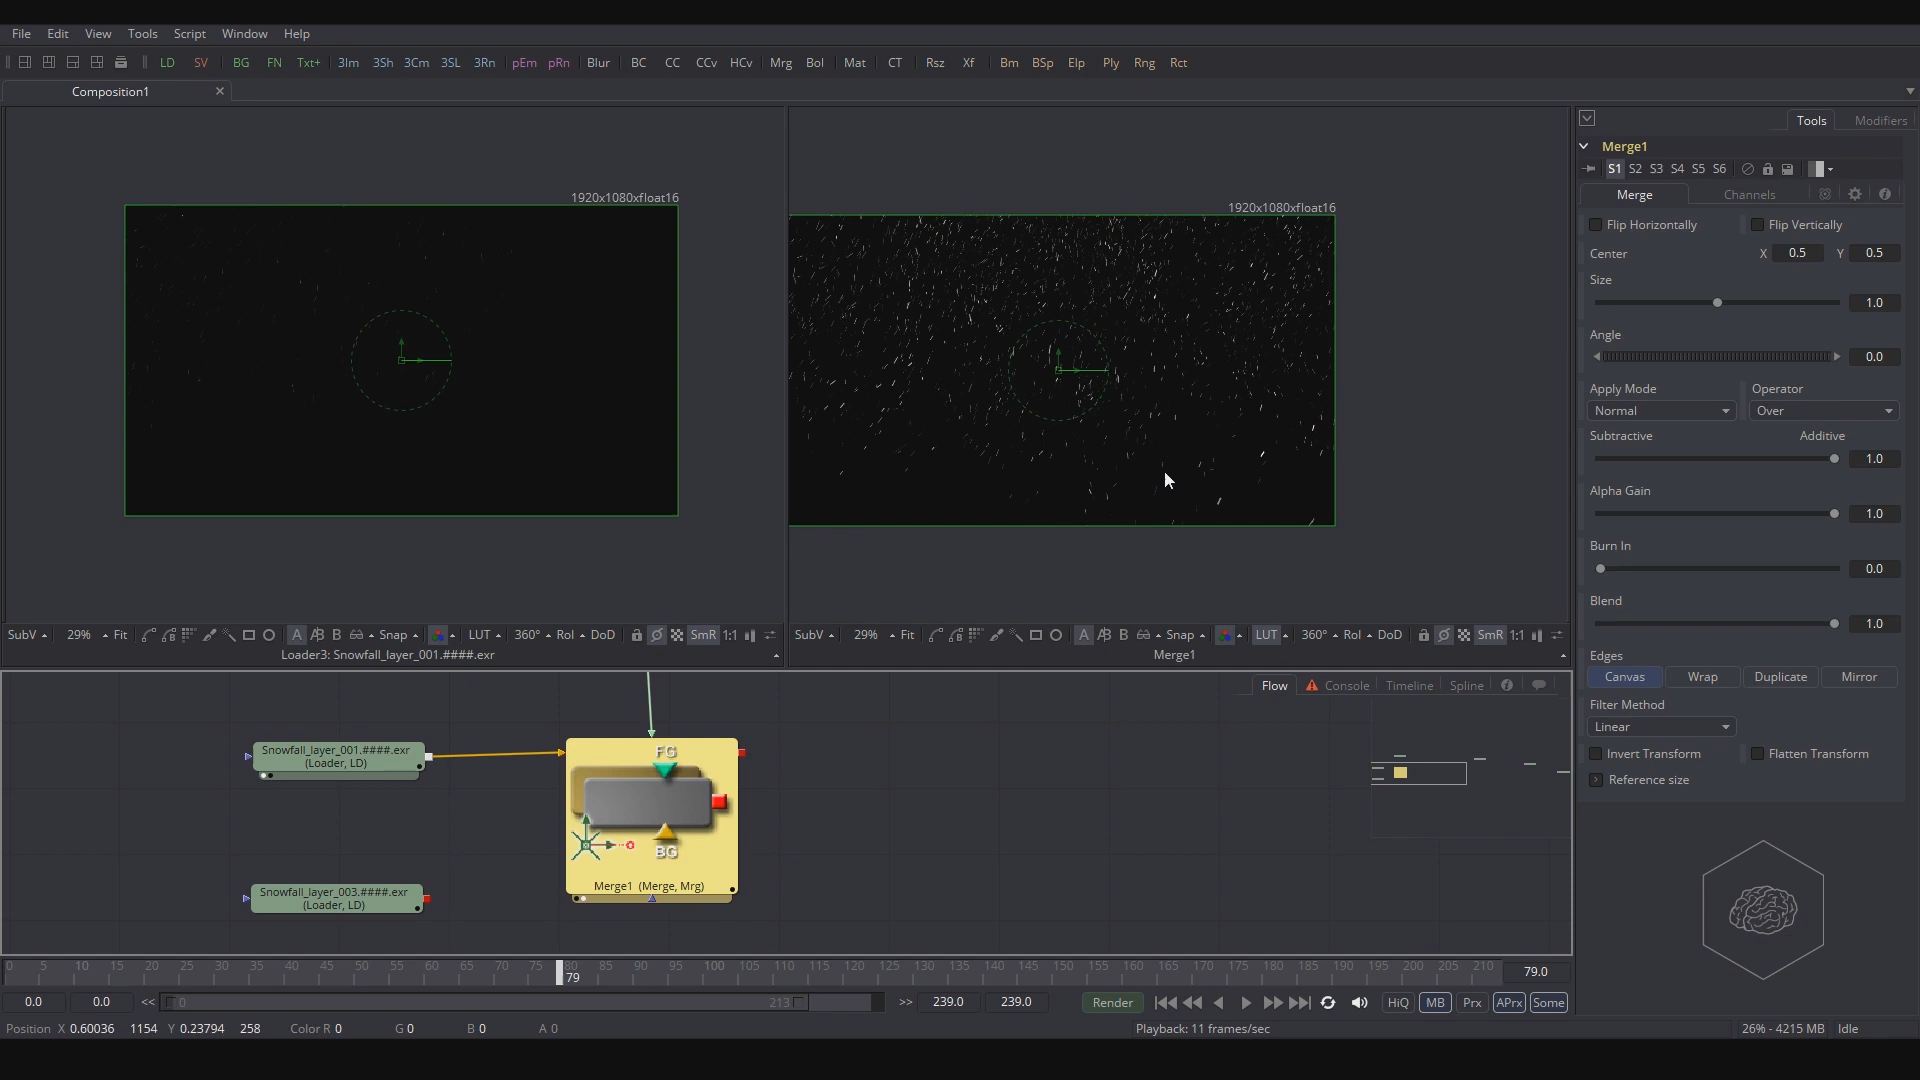 File Edit View Tools Script Window Help
LD SV BG FN Txt+ 3Im 3Sh 3Cm 3SL 3Rn pEm pRn Blur BC CC CCv HCv Mrg Bol Mat CT Rsz Xf Bm BSp Elp Ply Rng Rct
Composition1
1920x1080xfloat16
1920x1080xfloat16
Tools Modifiers
Merge1
S1 S2 S3 S4 S5 S6
Merge Channels
Flip Horizontally Flip Vertically
Center X 0.5 Y 0.5
Size
1.0
Angle
0.0
Apply Mode Operator
Normal Over
Subtractive Additive
1.0
Alpha Gain
1.0
Burn In
0.0
Blend
1.0
Edges
Canvas Wrap Duplicate Mirror
Filter Method
Linear
Invert Transform Flatten Transform
Reference size
SubV 29% Fit A A|B B Snap LUT 360° RoI DoD SmR 1:1
Loader3: Snowfall_layer_001.####.exr
SubV 29% Fit A A|B B Snap LUT 360° RoI DoD SmR 1:1
Merge1
Flow Console Timeline Spline
Snowfall_layer_001.####.exr
(Loader, LD)
Snowfall_layer_003.####.exr
(Loader, LD)
FG
BG
Merge1 (Merge, Mrg)
0 5 10 15 20 25 30 35 40 45 50 55 60 65 70 75 80 85 90 95 100 105 110 115 120 125 130 135 140 145 150 155 160 165 170 175 180 185 190 195 200 205 210
79
79.0
0.0 0.0 << 0 213 >> 239.0 239.0 Render HiQ MB Prx APrx Some
Position X 0.60036 1154 Y 0.23794 258 Color R 0 G 0 B 0 A 0 Playback: 11 frames/sec 26% - 4215 MB Idle